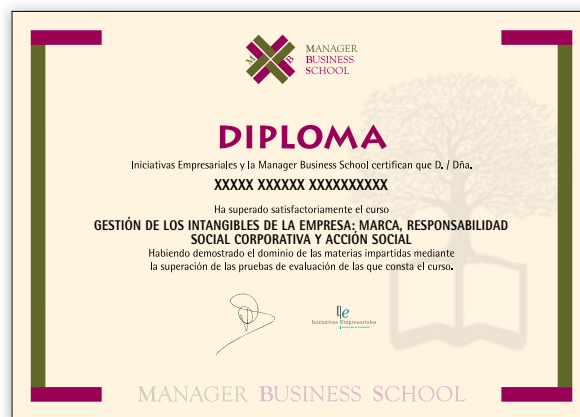 M B
MANAGER
BUSINESS
SCHOOL
DIPLOMA
Iniciativas Empresariales y la Manager Business School certifican que D. / Dña.
XXXXX XXXXXX XXXXXXXXXX
Ha superado satisfactoriamente el curso
GESTIÓN DE LOS INTANGIBLES DE LA EMPRESA: MARCA, RESPONSABILIDAD
SOCIAL CORPORATIVA Y ACCIÓN SOCIAL
Habiendo demostrado el dominio de las materias impartidas mediante
la superación de las pruebas de evaluación de las que consta el curso.
Iniciativas Empresariales
MANAGER BUSINESS SCHOOL